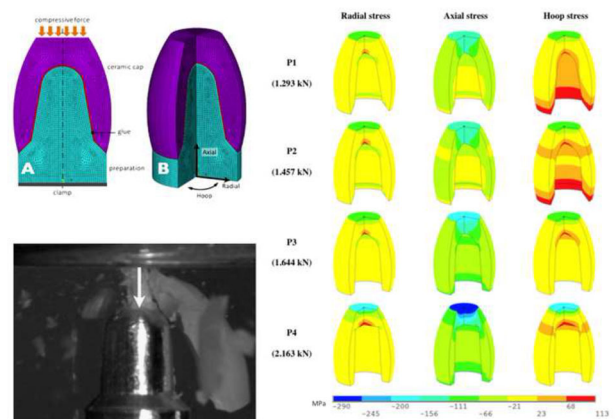 compressive force
ceramic cap
glue
preparation
clamp
A
B
Axial
Radial
Hoop
Radial stress
Axial stress
Hoop stress
P1
(1.293 kN)
P2
(1.457 kN)
P3
(1.644 kN)
P4
(2.163 kN)
MPa
-290
-245
-200
-156
-111
-66
-21
23
68
113